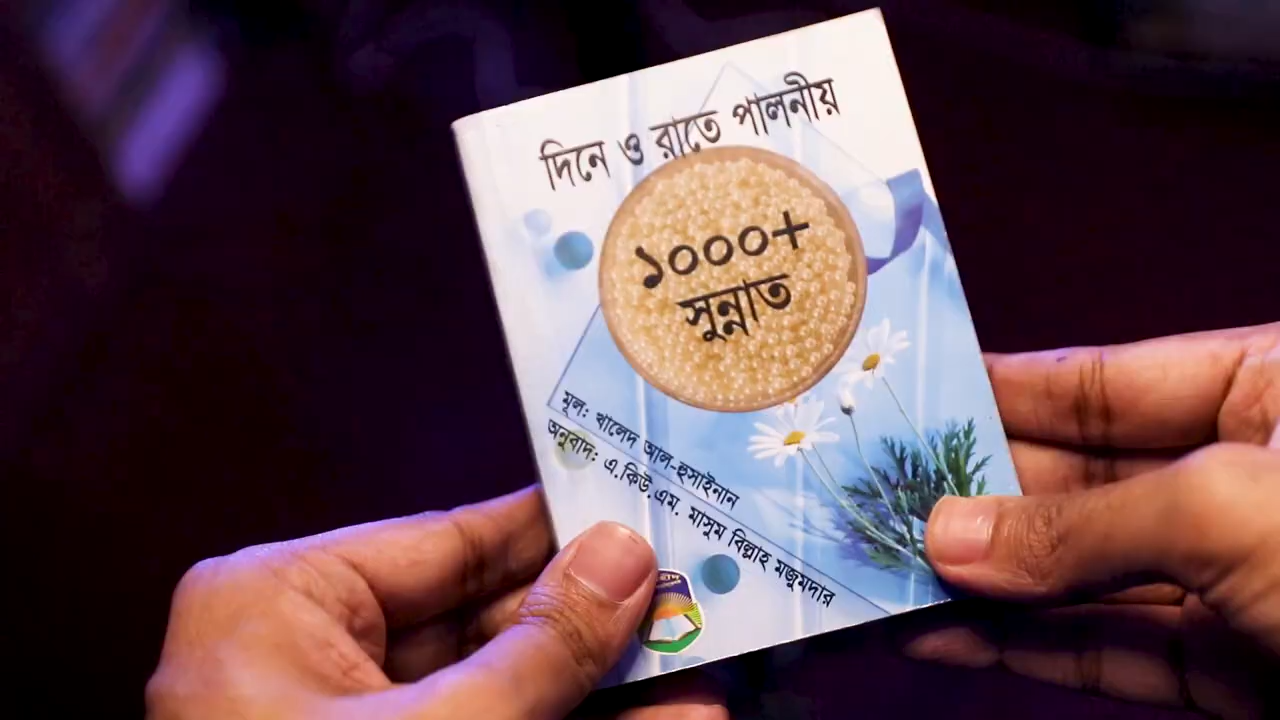 দিনে ও রাতে পালনীয়
১০০০+
সুন্নাত
মূল: খালেদ আল-হুসাইনান
অনুবাদ: এ.কিউ.এম. মাসুম বিল্লাহ মজুমদার